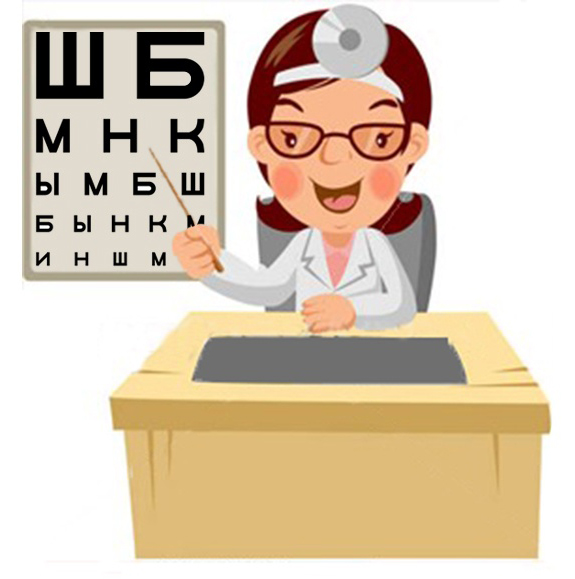 Ш Б
М Н К
Ы М Б Ш
Б Ы Н К М
И Н Ш М